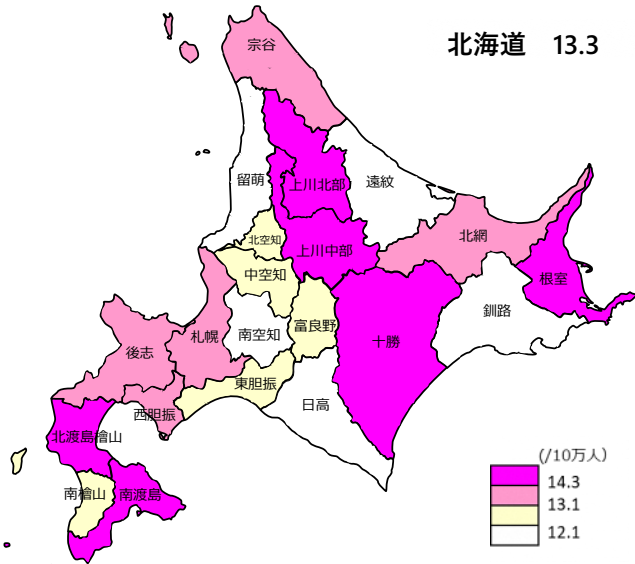 北海道 13.3
宗谷
留萌
上川北部
遠紋
北空知
上川中部
北網
中空知
根室
富良野
釧路
札幌
南空知
十勝
後志
東胆振
日高
西胆振
北渡島檜山
南檜山
南渡島
(/10万人)
14.3
13.1
12.1